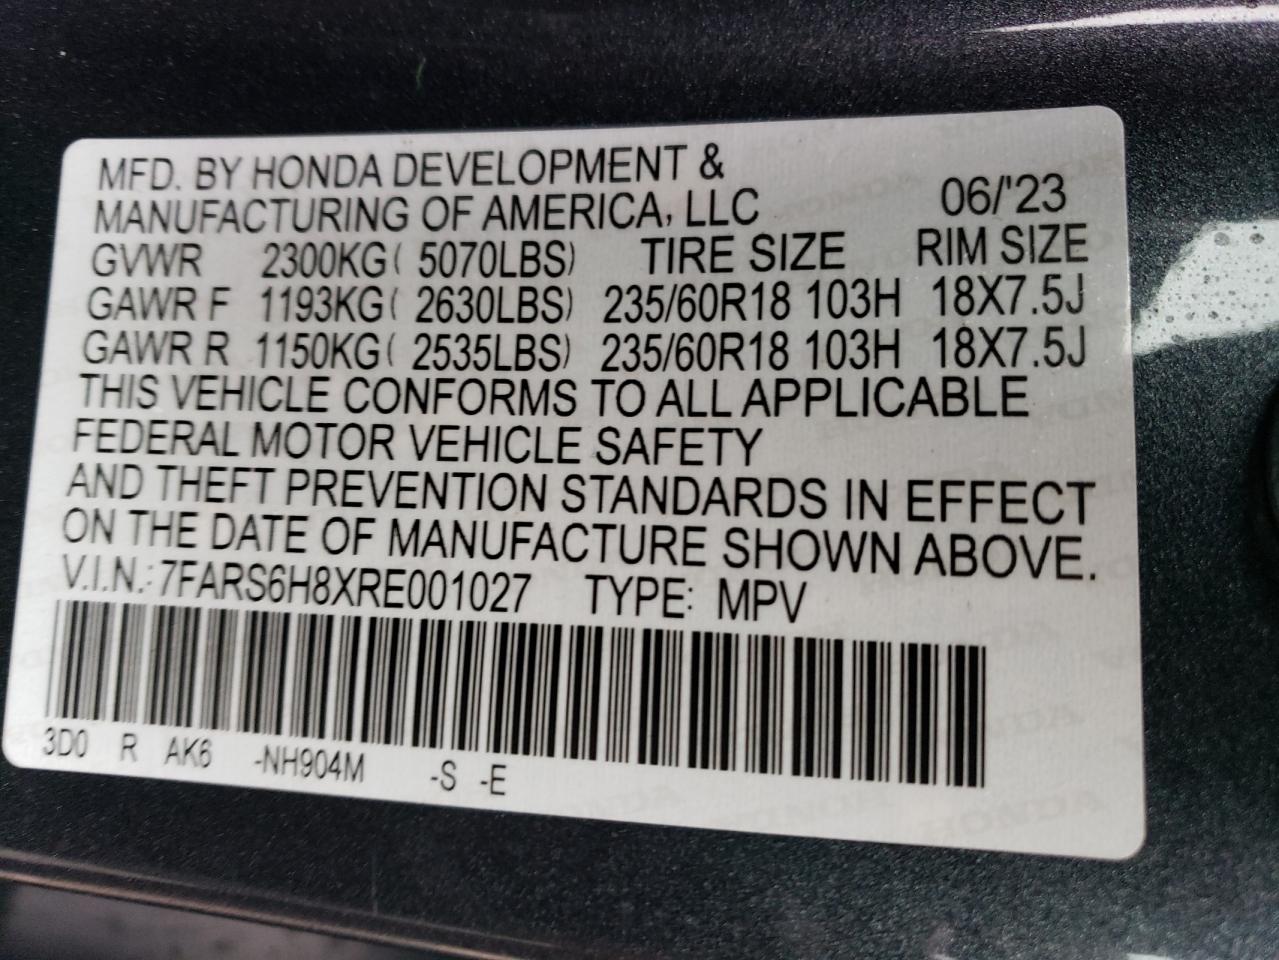 MFD. BY HONDA DEVELOPMENT &
MANUFACTURING OF AMERICA, LLC 06/'23
GVWR 2300KG( 5070LBS) TIRE SIZE RIM SIZE
GAWR F 1193KG( 2630LBS) 235/60R18 103H 18X7.5J
GAWR R 1150KG( 2535LBS) 235/60R18 103H 18X7.5J
THIS VEHICLE CONFORMS TO ALL APPLICABLE
FEDERAL MOTOR VEHICLE SAFETY
AND THEFT PREVENTION STANDARDS IN EFFECT
ON THE DATE OF MANUFACTURE SHOWN ABOVE.
V.I.N.: 7FARS6H8XRE001027 TYPE: MPV
3D0 R AK6 -NH904M -S -E